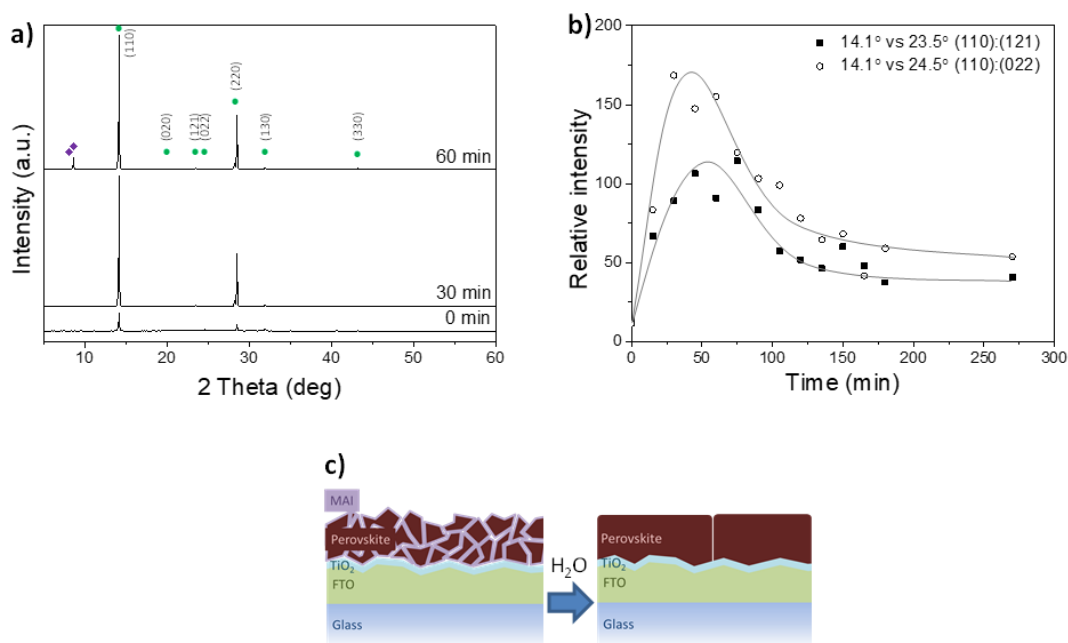 a)
Intensity (a.u.)
(110)
(020)
(121)
(022)
(220)
(130)
(330)
60 min
30 min
0 min
10
20
30
40
50
60
2 Theta (deg)
b)
Relative intensity
200
150
100
50
0
14.1° vs 23.5° (110):(121)
14.1° vs 24.5° (110):(022)
0
50
100
150
200
250
300
Time (min)
c)
MAI
Perovskite
TiO₂
FTO
Glass
H₂O
Perovskite
TiO₂
FTO
Glass